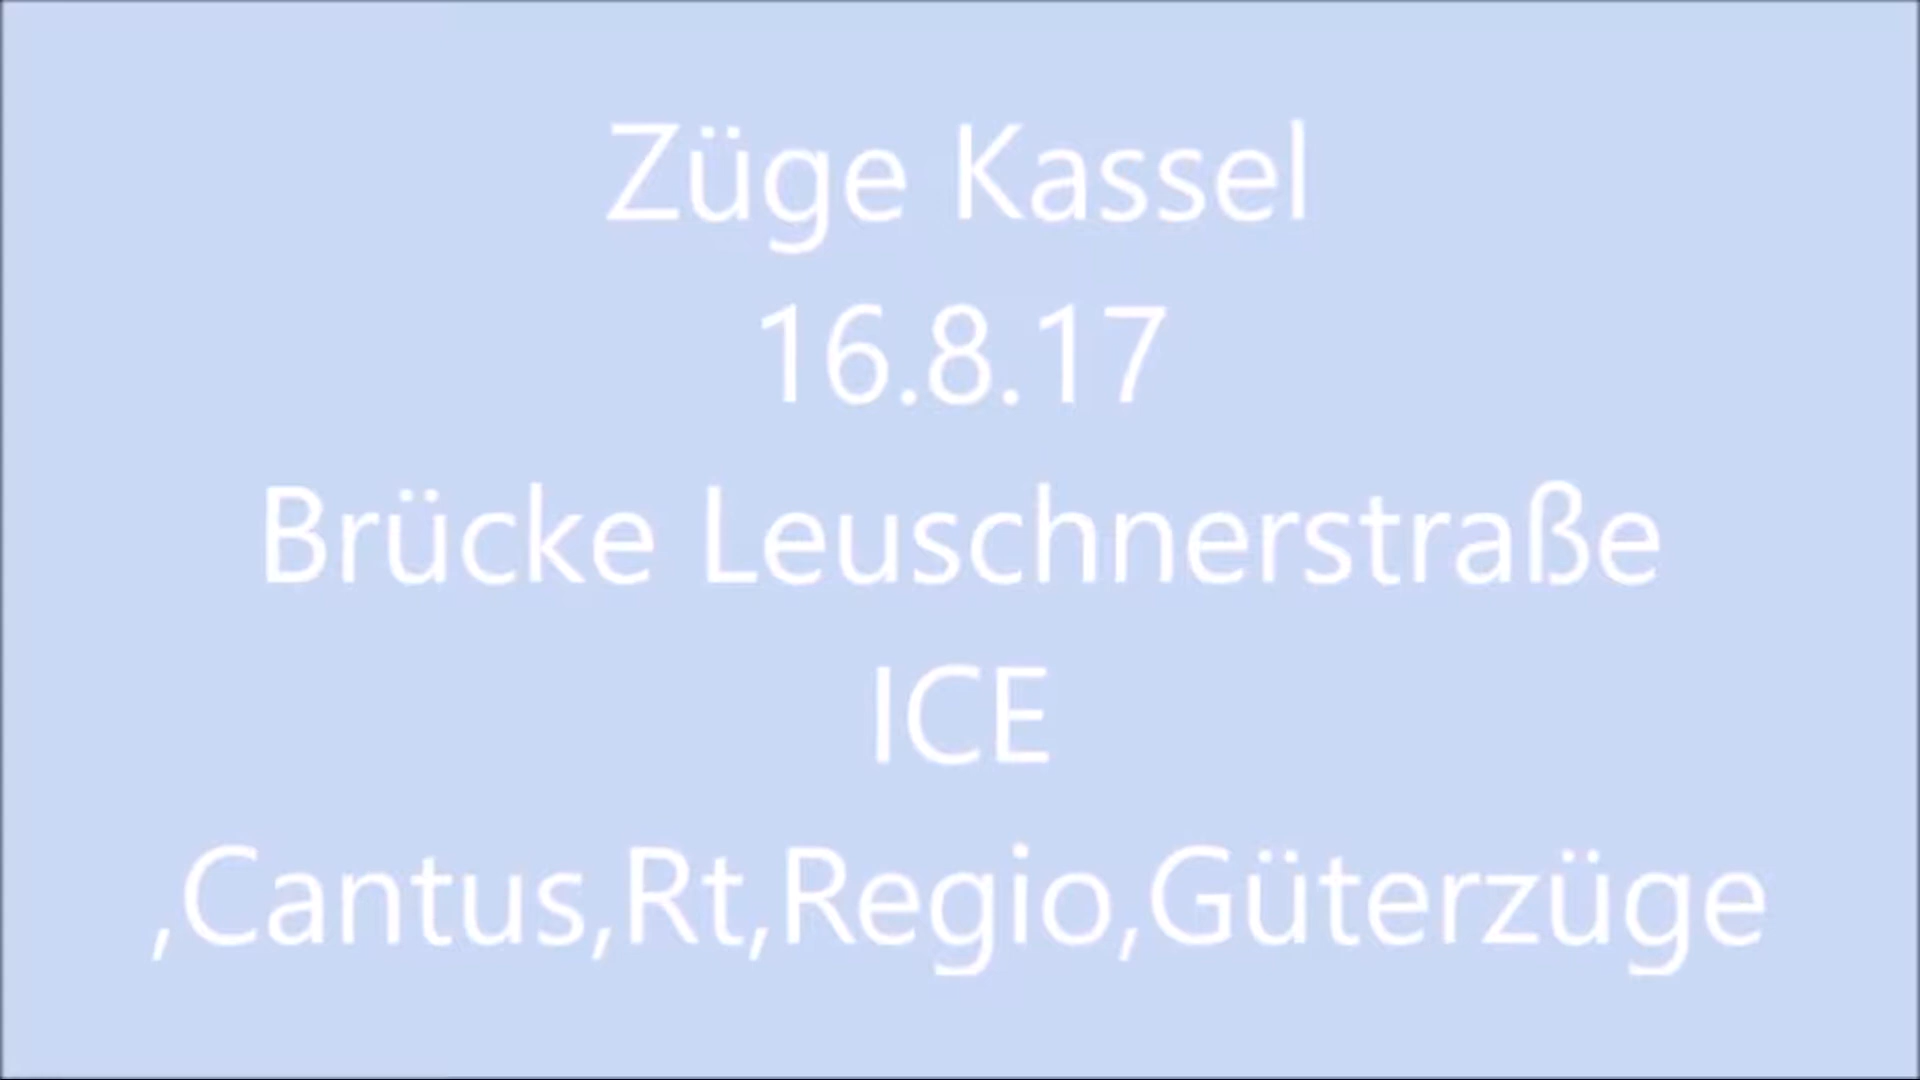 Züge Kassel
16.8.17
Brücke Leuschnerstraße
ICE
,Cantus,Rt,Regio,Güterzüge